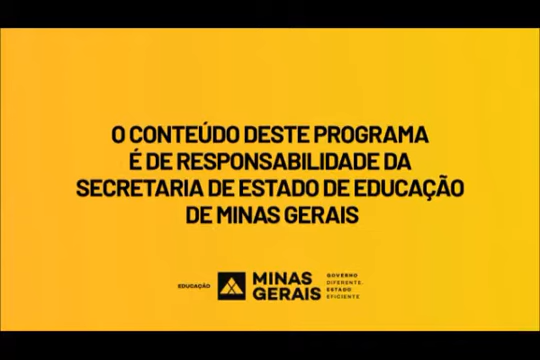 O CONTEÚDO DESTE PROGRAMA
É DE RESPONSABILIDADE DA
SECRETARIA DE ESTADO DE EDUCAÇÃO
DE MINAS GERAIS
EDUCAÇÃO
MINAS
GERAIS
GOVERNO
DIFERENTE.
ESTADO
EFICIENTE